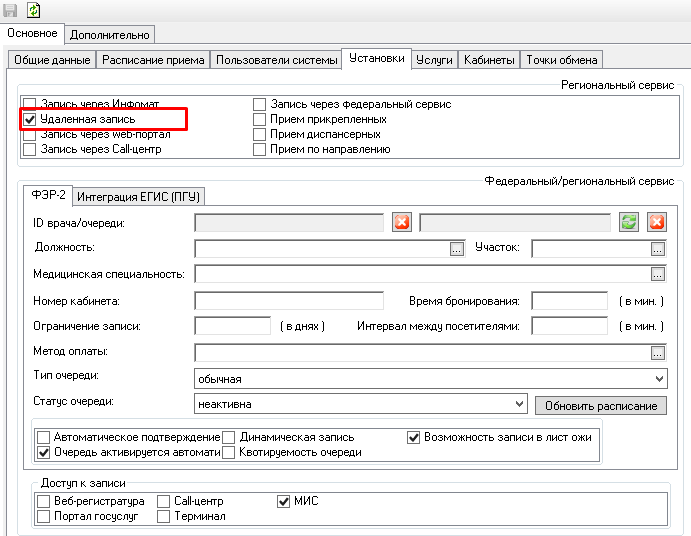 Основное Дополнительно
Общие данные Расписание приема Пользователи системы Установки Услуги Кабинеты Точки обмена
Региональный сервис
Запись через Инфомат Запись через Федеральный сервис
Удаленная запись Прием прикрепленных
Запись через web-портал Прием диспансерных
Запись через Call-центр Прием по направлению
Федеральный/региональный сервис
ФЭР-2 Интеграция ЕГИС (ПГУ)
ID врача/очереди:
Должность: ... Участок: ...
Медицинская специальность: ...
Номер кабинета: Время бронирования: ( в мин. )
Ограничение записи: ( в днях ) Интервал между посетителями: ( в мин. )
Метод оплаты: ...
Тип очереди: обычная
Статус очереди: неактивна Обновить расписание
Автоматическое подтверждение Динамическая запись Возможность записи в лист ожи
Очередь активируется автомати Квотируемость очереди
Доступ к записи
Веб-регистратура Call-центр МИС
Портал госуслуг Терминал